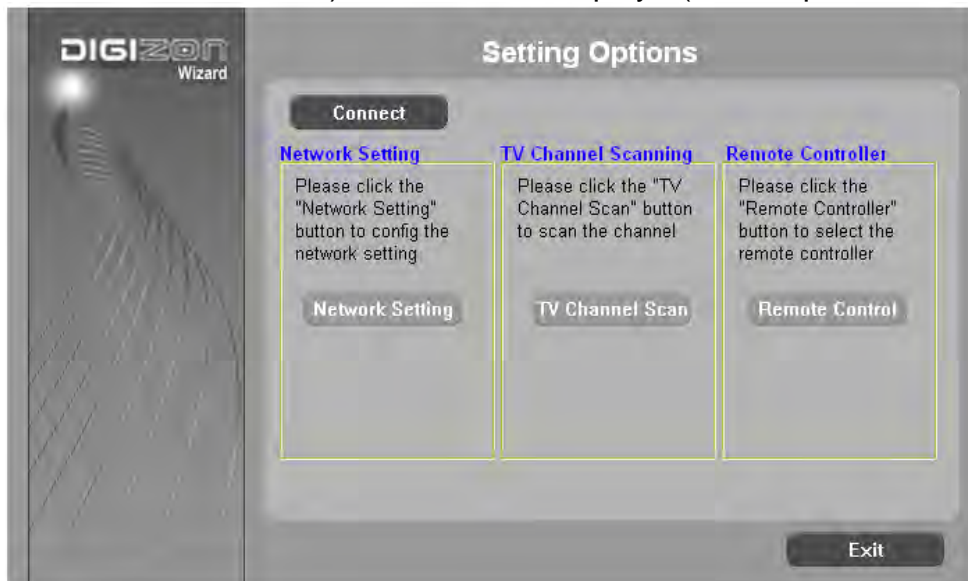 DIGIZON
Wizard
Setting Options
Connect
Network Setting
Please click the
"Network Setting"
button to config the
network setting
Network Setting
TV Channel Scanning
Please click the "TV
Channel Scan" button
to scan the channel
TV Channel Scan
Remote Controller
Please click the
"Remote Controller"
button to select the
remote controller
Remote Control
Exit